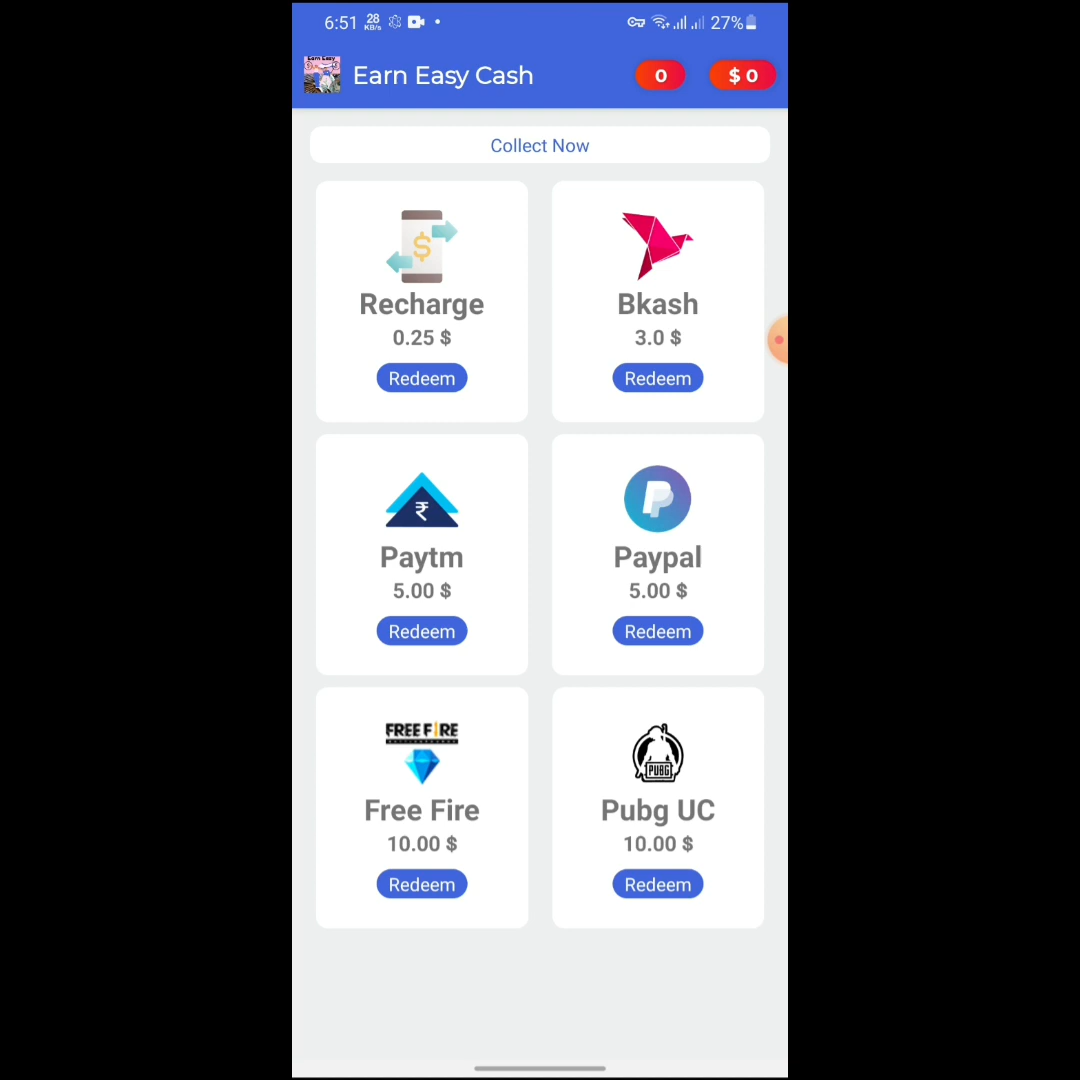 6:51 28 KB/s 27%
Earn Easy
Earn Easy Cash 0 $ 0
Collect Now
$
Recharge
0.25 $
Redeem
Bkash
3.0 $
Redeem
₹
Paytm
5.00 $
Redeem
P
Paypal
5.00 $
Redeem
FREE FIRE
Free Fire
10.00 $
Redeem
PUBG
Pubg UC
10.00 $
Redeem